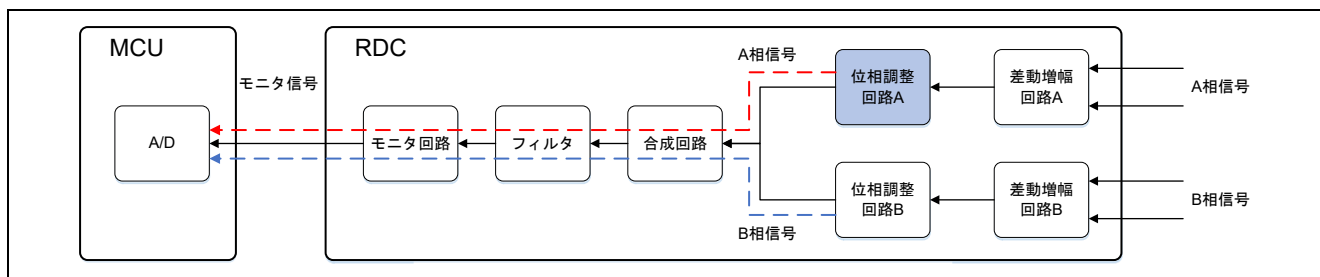 MCU
RDC
モニタ信号
A相信号
位相調整
回路A
差動増幅
回路A
A相信号
A/D
モニタ回路
フィルタ
合成回路
位相調整
回路B
差動増幅
回路B
B相信号
B相信号